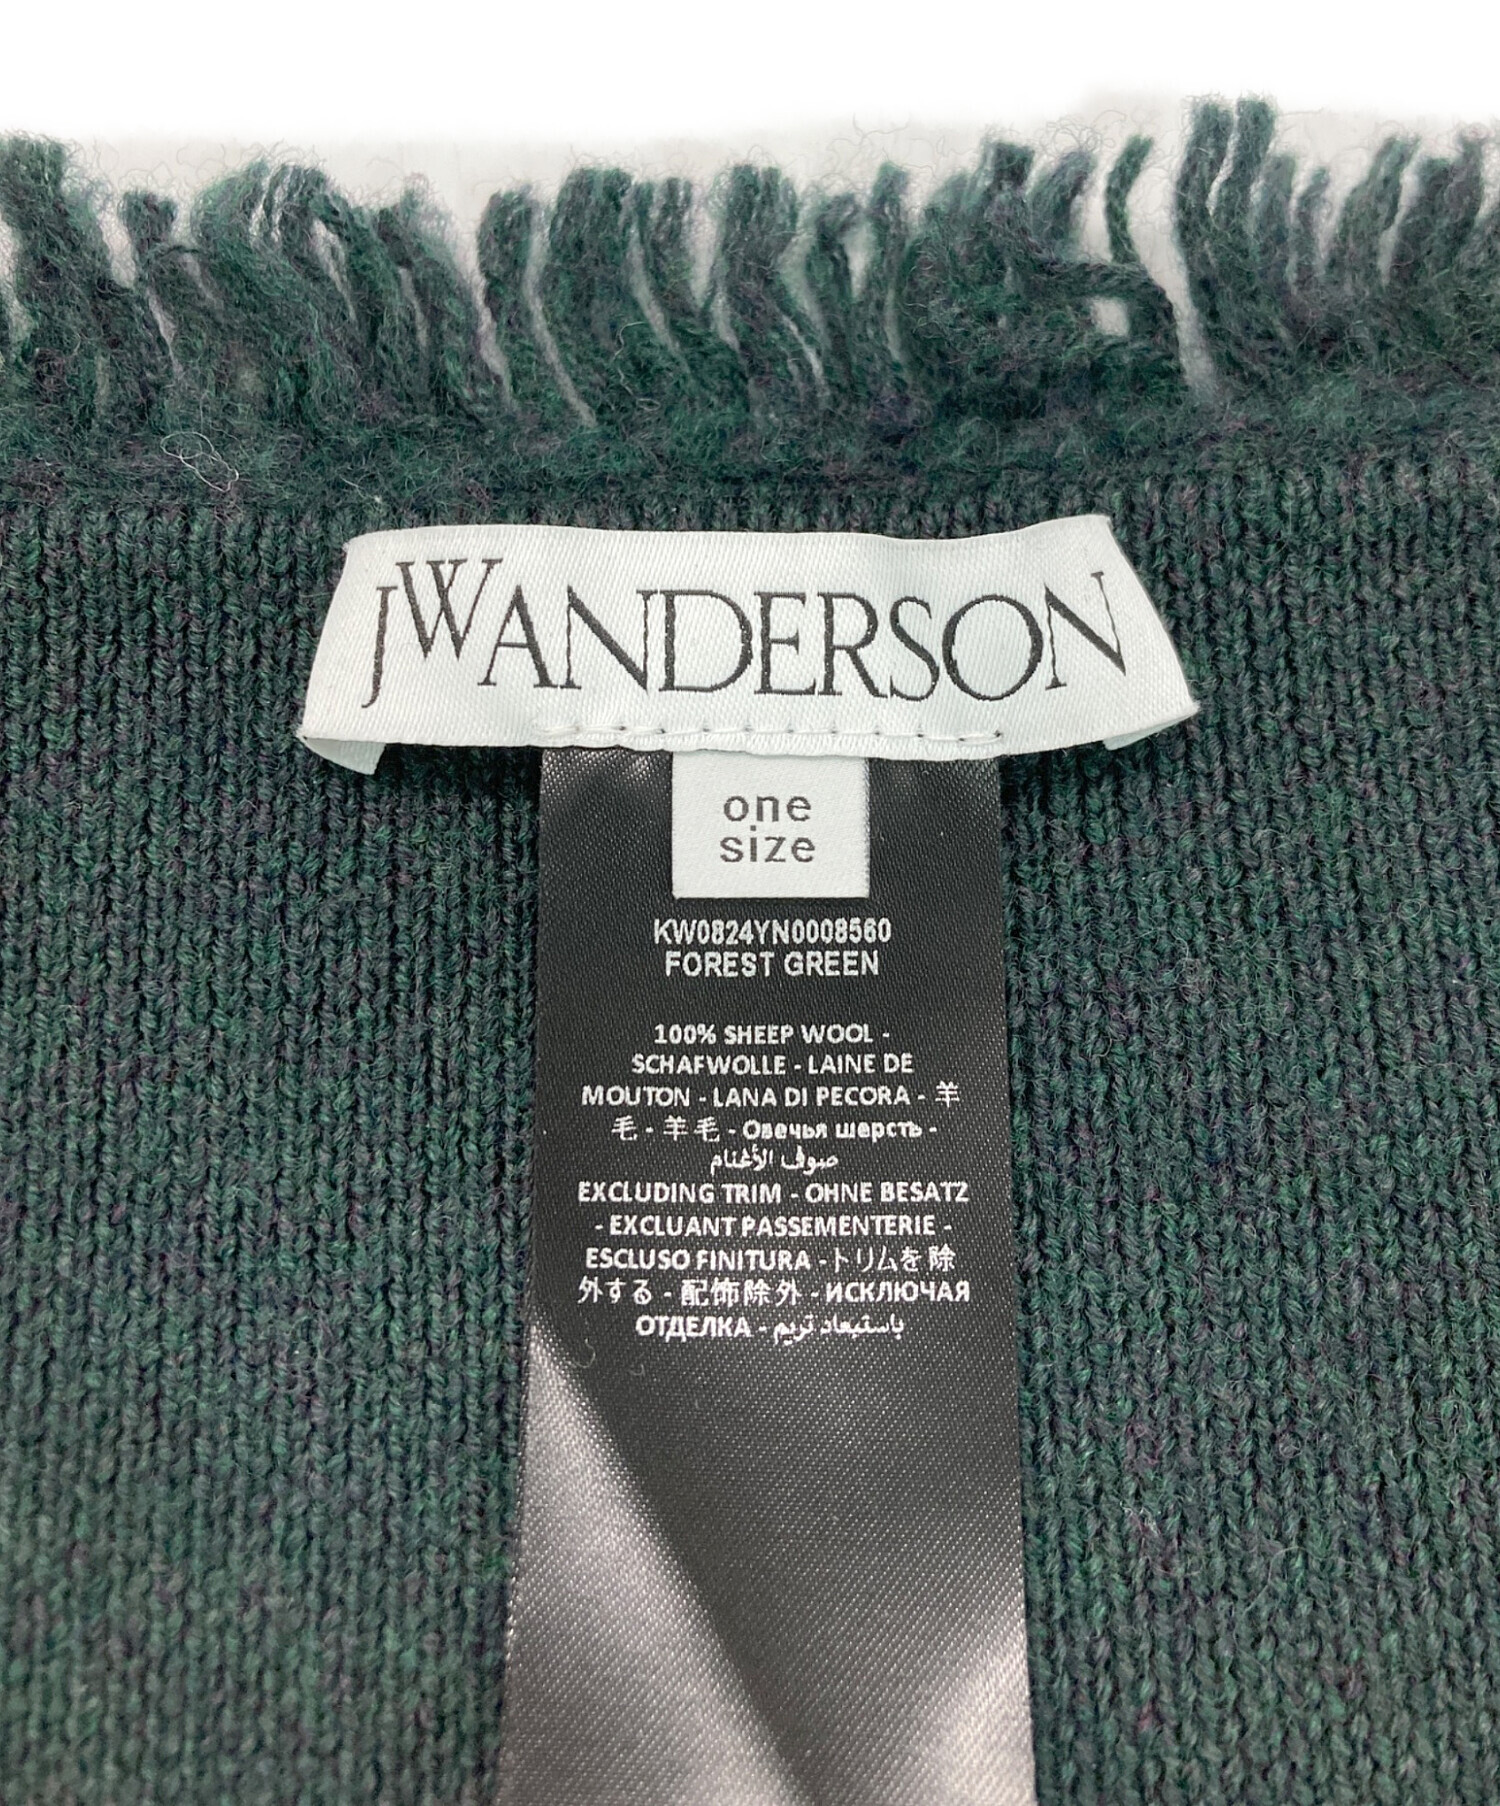 JWANDERSON
one
size
KW0824YN0008560
FOREST GREEN
100% SHEEP WOOL -
SCHAFWOLLE - LAINE DE
MOUTON - LANA DI PECORA - 羊
毛 - 羊毛 - Овечья шерсть -
صوف الأغنام
EXCLUDING TRIM - OHNE BESATZ
- EXCLUANT PASSEMENTERIE -
ESCLUSO FINITURA - トリムを除
外する - 配饰除外 - ИСКЛЮЧАЯ
ОТДЕЛКА - باستبعاد تريم